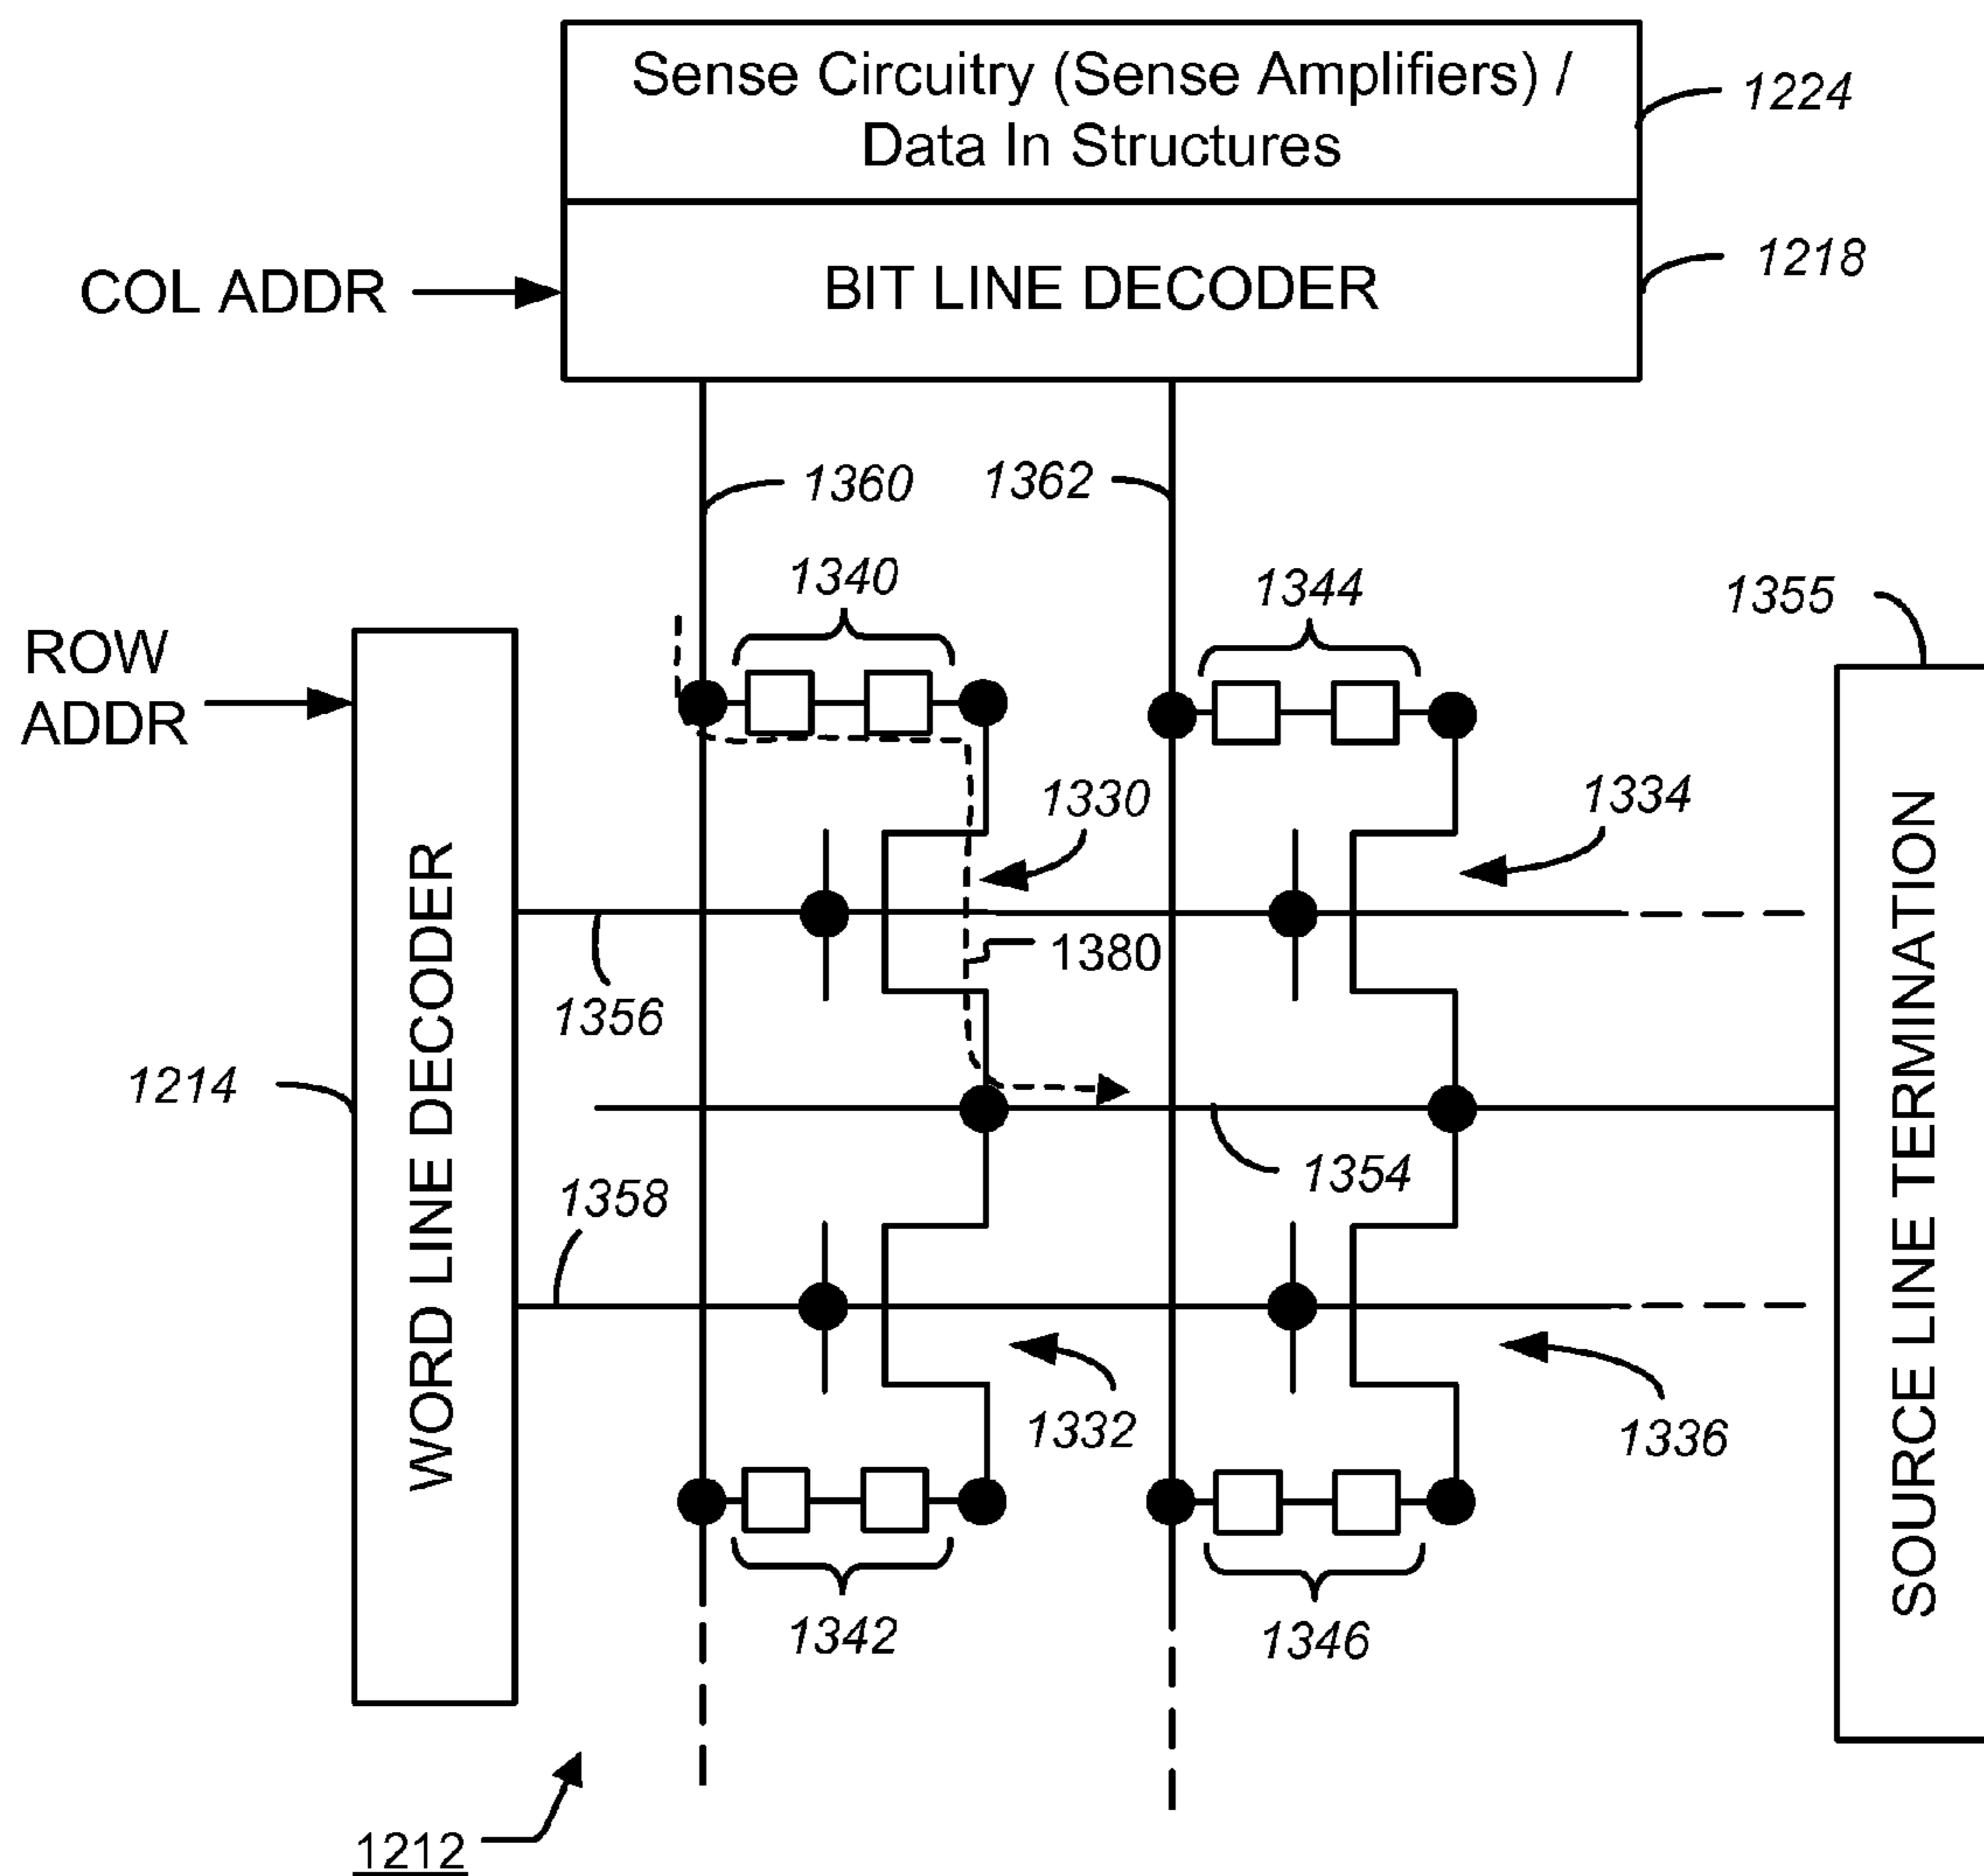 Sense Circuitry (Sense Amplifiers) /
Data In Structures
1224
BIT LINE DECODER
1218
COL ADDR
1360
1362
1340
1344
1355
ROW
ADDR
1330
1334
WORD LINE DECODER
SOURCE LINE TERMINATION
1380
1356
1214
1354
1358
1332
1336
1342
1346
1212